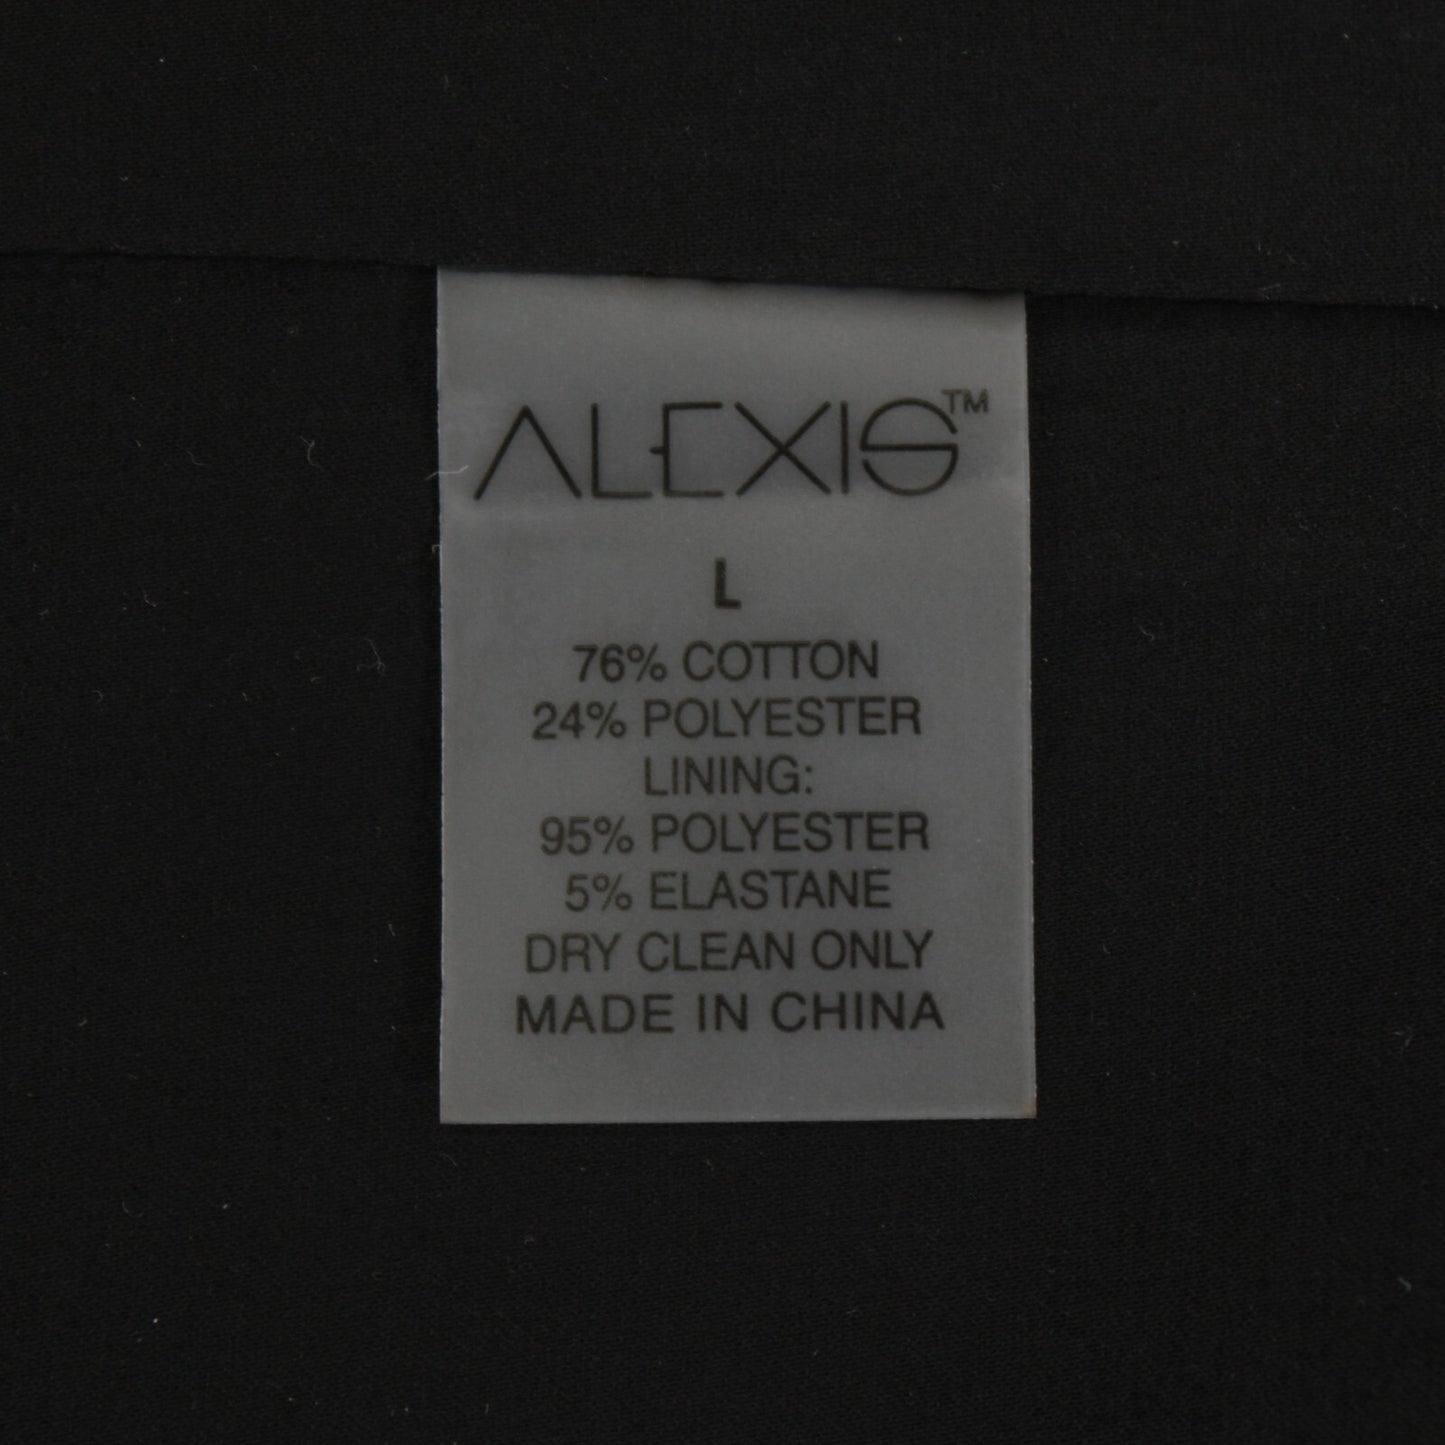 ALEXIS™
L
76% COTTON
24% POLYESTER
LINING:
95% POLYESTER
5% ELASTANE
DRY CLEAN ONLY
MADE IN CHINA